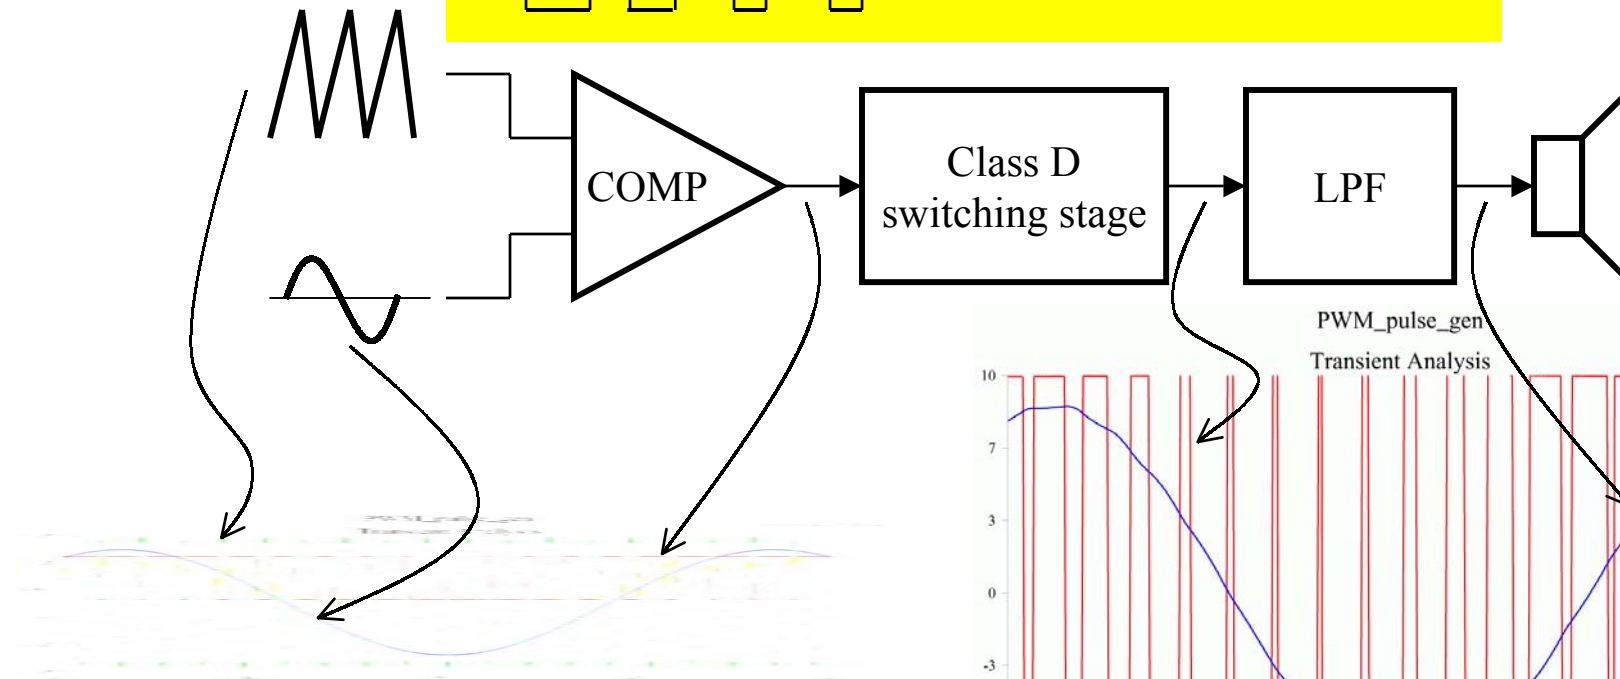 COMP
Class D
switching stage
LPF
PWM_pulse_gen
Transient Analysis
10
7
3
0
-3